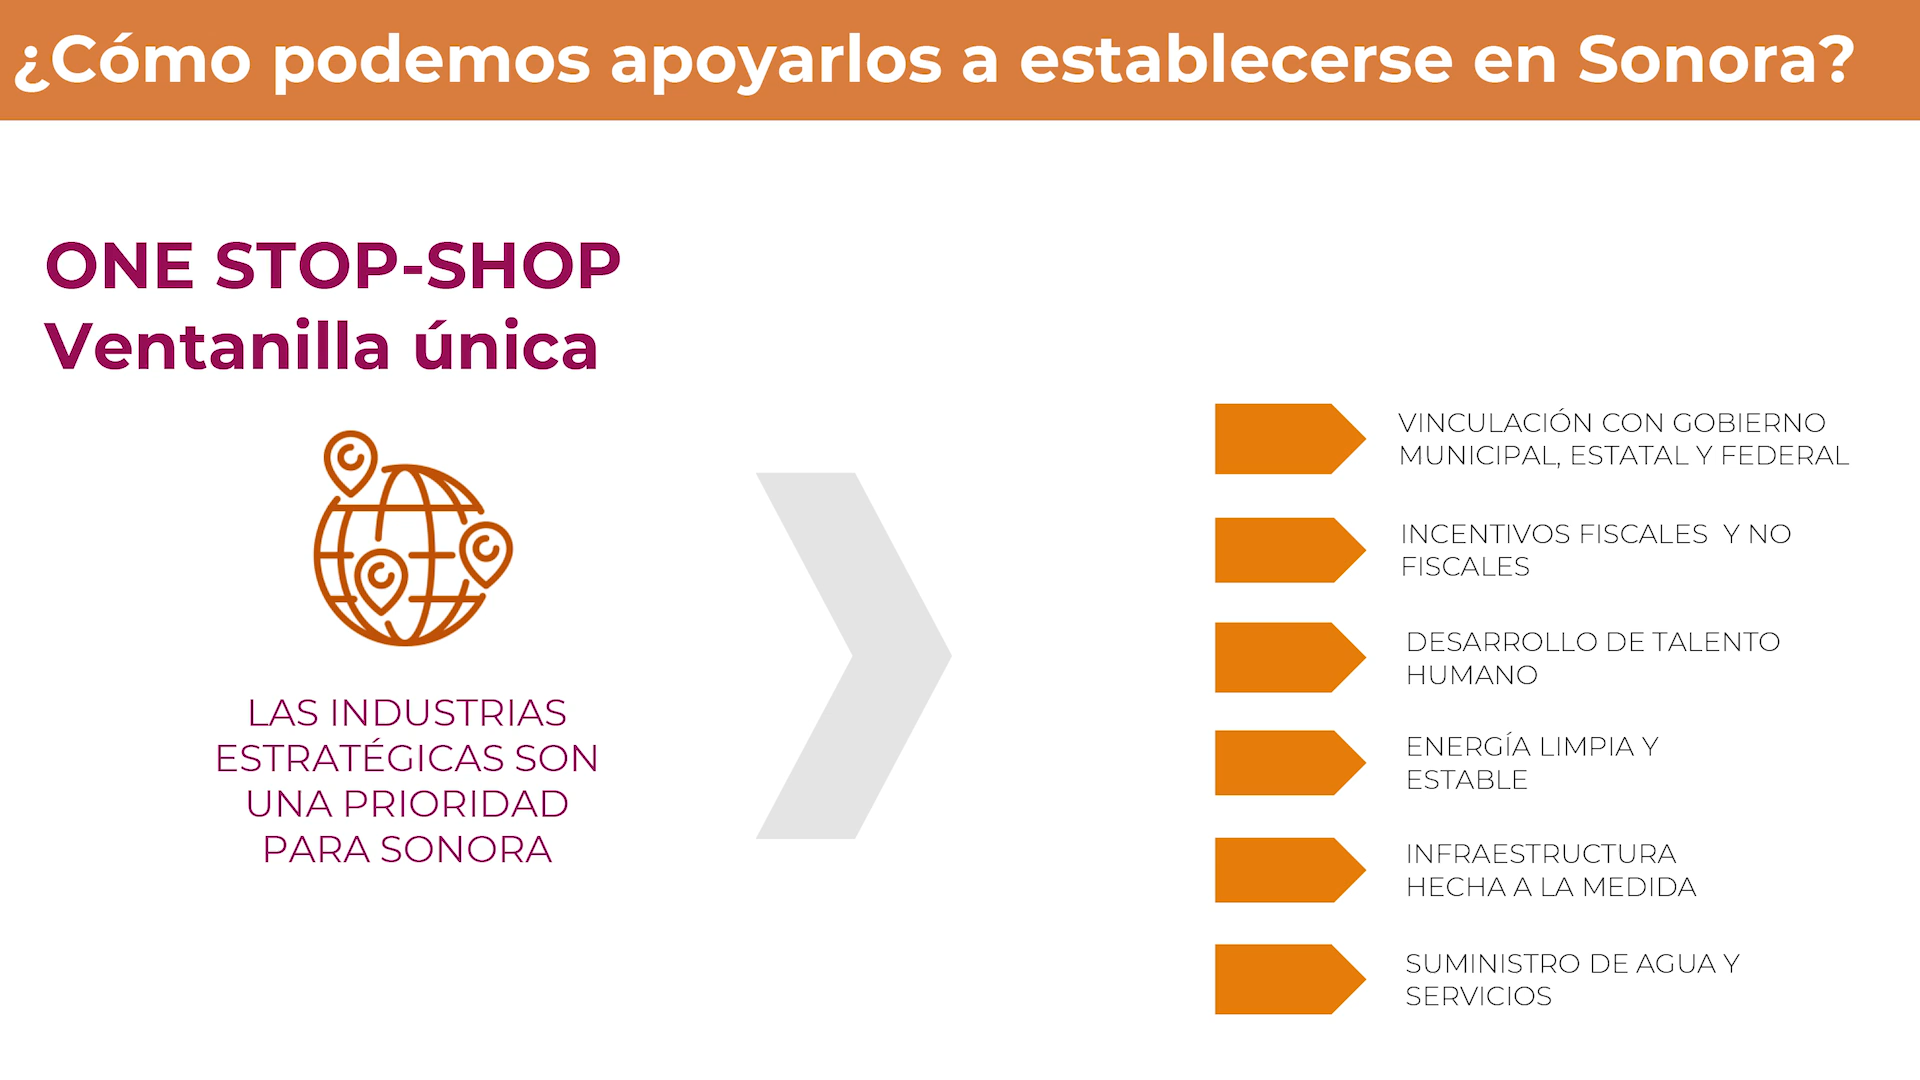 ¿Cómo podemos apoyarlos a establecerse en Sonora?
ONE STOP-SHOP
Ventanilla única
LAS INDUSTRIAS
ESTRATÉGICAS SON
UNA PRIORIDAD
PARA SONORA
VINCULACIÓN CON GOBIERNO
MUNICIPAL, ESTATAL Y FEDERAL
INCENTIVOS FISCALES Y NO
FISCALES
DESARROLLO DE TALENTO
HUMANO
ENERGÍA LIMPIA Y
ESTABLE
INFRAESTRUCTURA
HECHA A LA MEDIDA
SUMINISTRO DE AGUA Y
SERVICIOS